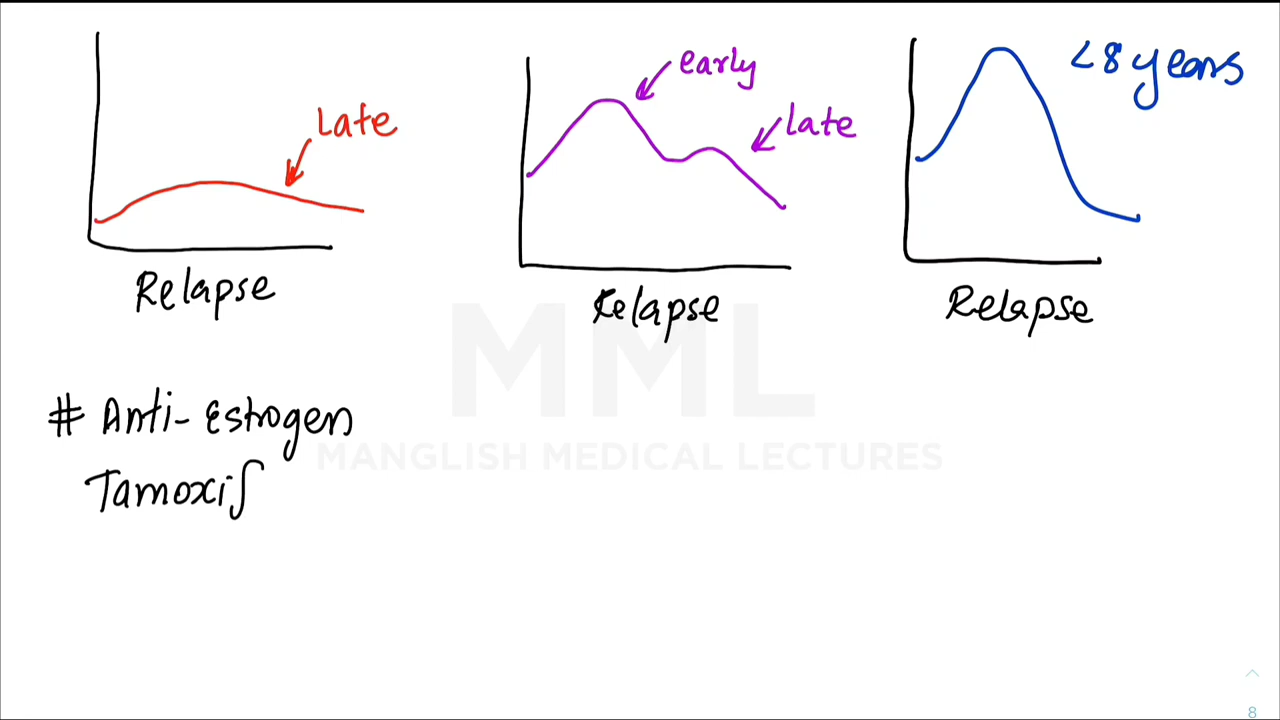 Late
Relapse
early
late
Relapse
<8 years
Relapse
# Anti-Estrogen
Tamoxif
MML
MANGLISH MEDICAL LECTURES
8